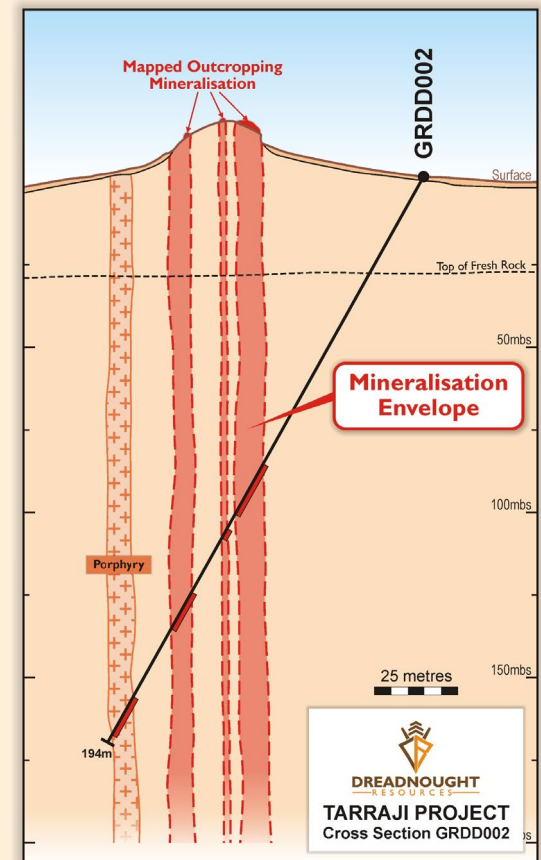 Mapped Outcropping
Mineralisation
GRDD002
Surface
Top of Fresh Rock
50mbs
Mineralisation
Envelope
100mbs
Porphyry
150mbs
25 metres
194m
DREADNOUGHT
RESOURCES
TARRAJI PROJECT
Cross Section GRDD002